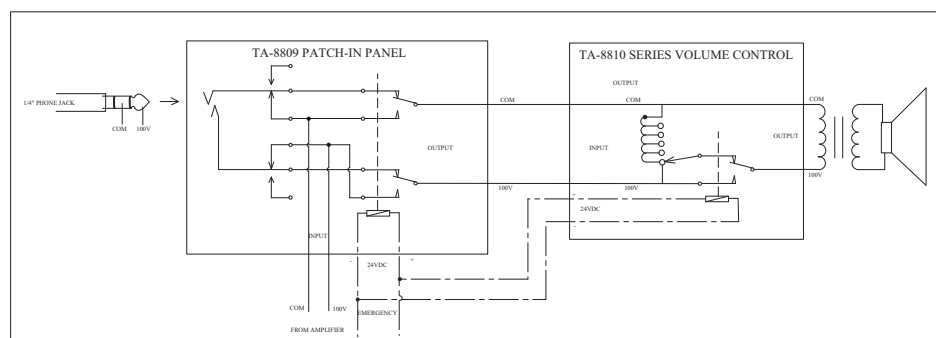 TA-8809 PATCH-IN PANEL
TA-8810 SERIES VOLUME CONTROL
1/4" PHONE JACK
COM
100V
OUTPUT
COM
COM
COM
OUTPUT
INPUT
OUTPUT
100V
100V
100V
+
24VDC
-
INPUT
-
24VDC
+
COM
100V
EMERGENCY
FROM AMPLIFIER